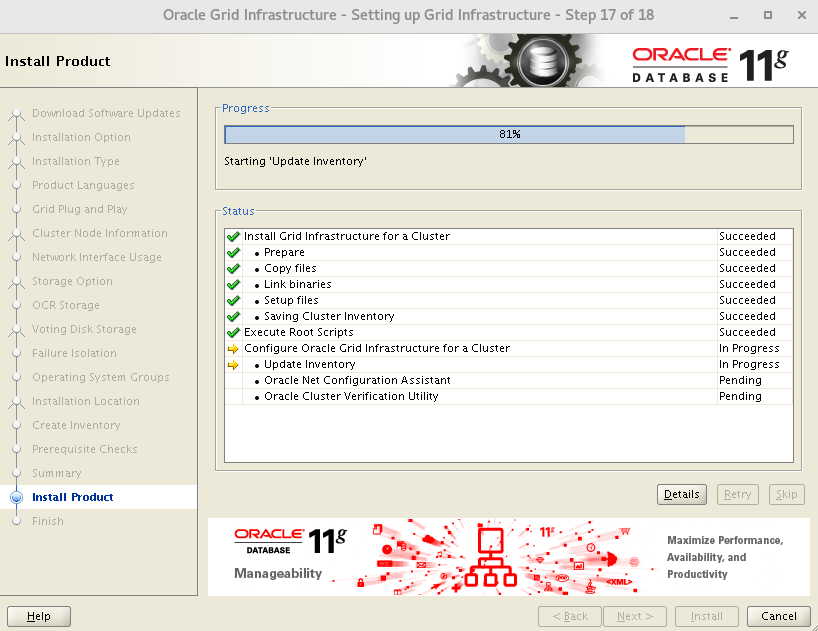 Oracle Grid Infrastructure - Setting up Grid Infrastructure - Step 17 of 18
Install Product
ORACLE
DATABASE 11g
Download Software Updates
Installation Option
Installation Type
Product Languages
Grid Plug and Play
Cluster Node Information
Network Interface Usage
Storage Option
OCR Storage
Voting Disk Storage
Failure Isolation
Operating System Groups
Installation Location
Create Inventory
Prerequisite Checks
Summary
Install Product
Finish
Progress
81%
Starting 'Update Inventory'
Status
Install Grid Infrastructure for a Cluster Succeeded
• Prepare Succeeded
• Copy files Succeeded
• Link binaries Succeeded
• Setup files Succeeded
• Saving Cluster Inventory Succeeded
Execute Root Scripts Succeeded
Configure Oracle Grid Infrastructure for a Cluster In Progress
• Update Inventory In Progress
• Oracle Net Configuration Assistant Pending
• Oracle Cluster Verification Utility Pending
Details Retry Skip
ORACLE
DATABASE 11g
Manageability
11g
<XML>
Maximize Performance,
Availability, and
Productivity
Help < Back Next > Install Cancel